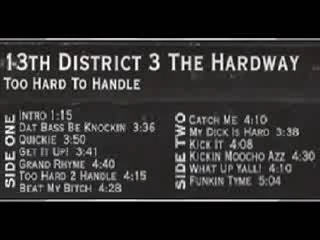 13TH DISTRICT 3 THE HARDWAY
TOO HARD TO HANDLE
SIDE ONE
INTRO 1:15
DAT BASS BE KNOCKIN 3:36
QUICKIE 3:50
GET IT UP! 3:41
GRAND RHYME 4:40
TOO HARD 2 HANDLE 4:15
BEAT MY BITCH 4:28
SIDE TWO
CATCH ME 4:10
MY DICK IS HARD 3:38
KICK IT 4:08
KICKIN MOOCHO AZZ 4:30
WHAT UP YALL! 4:10
FUNKIN TYME 5:04